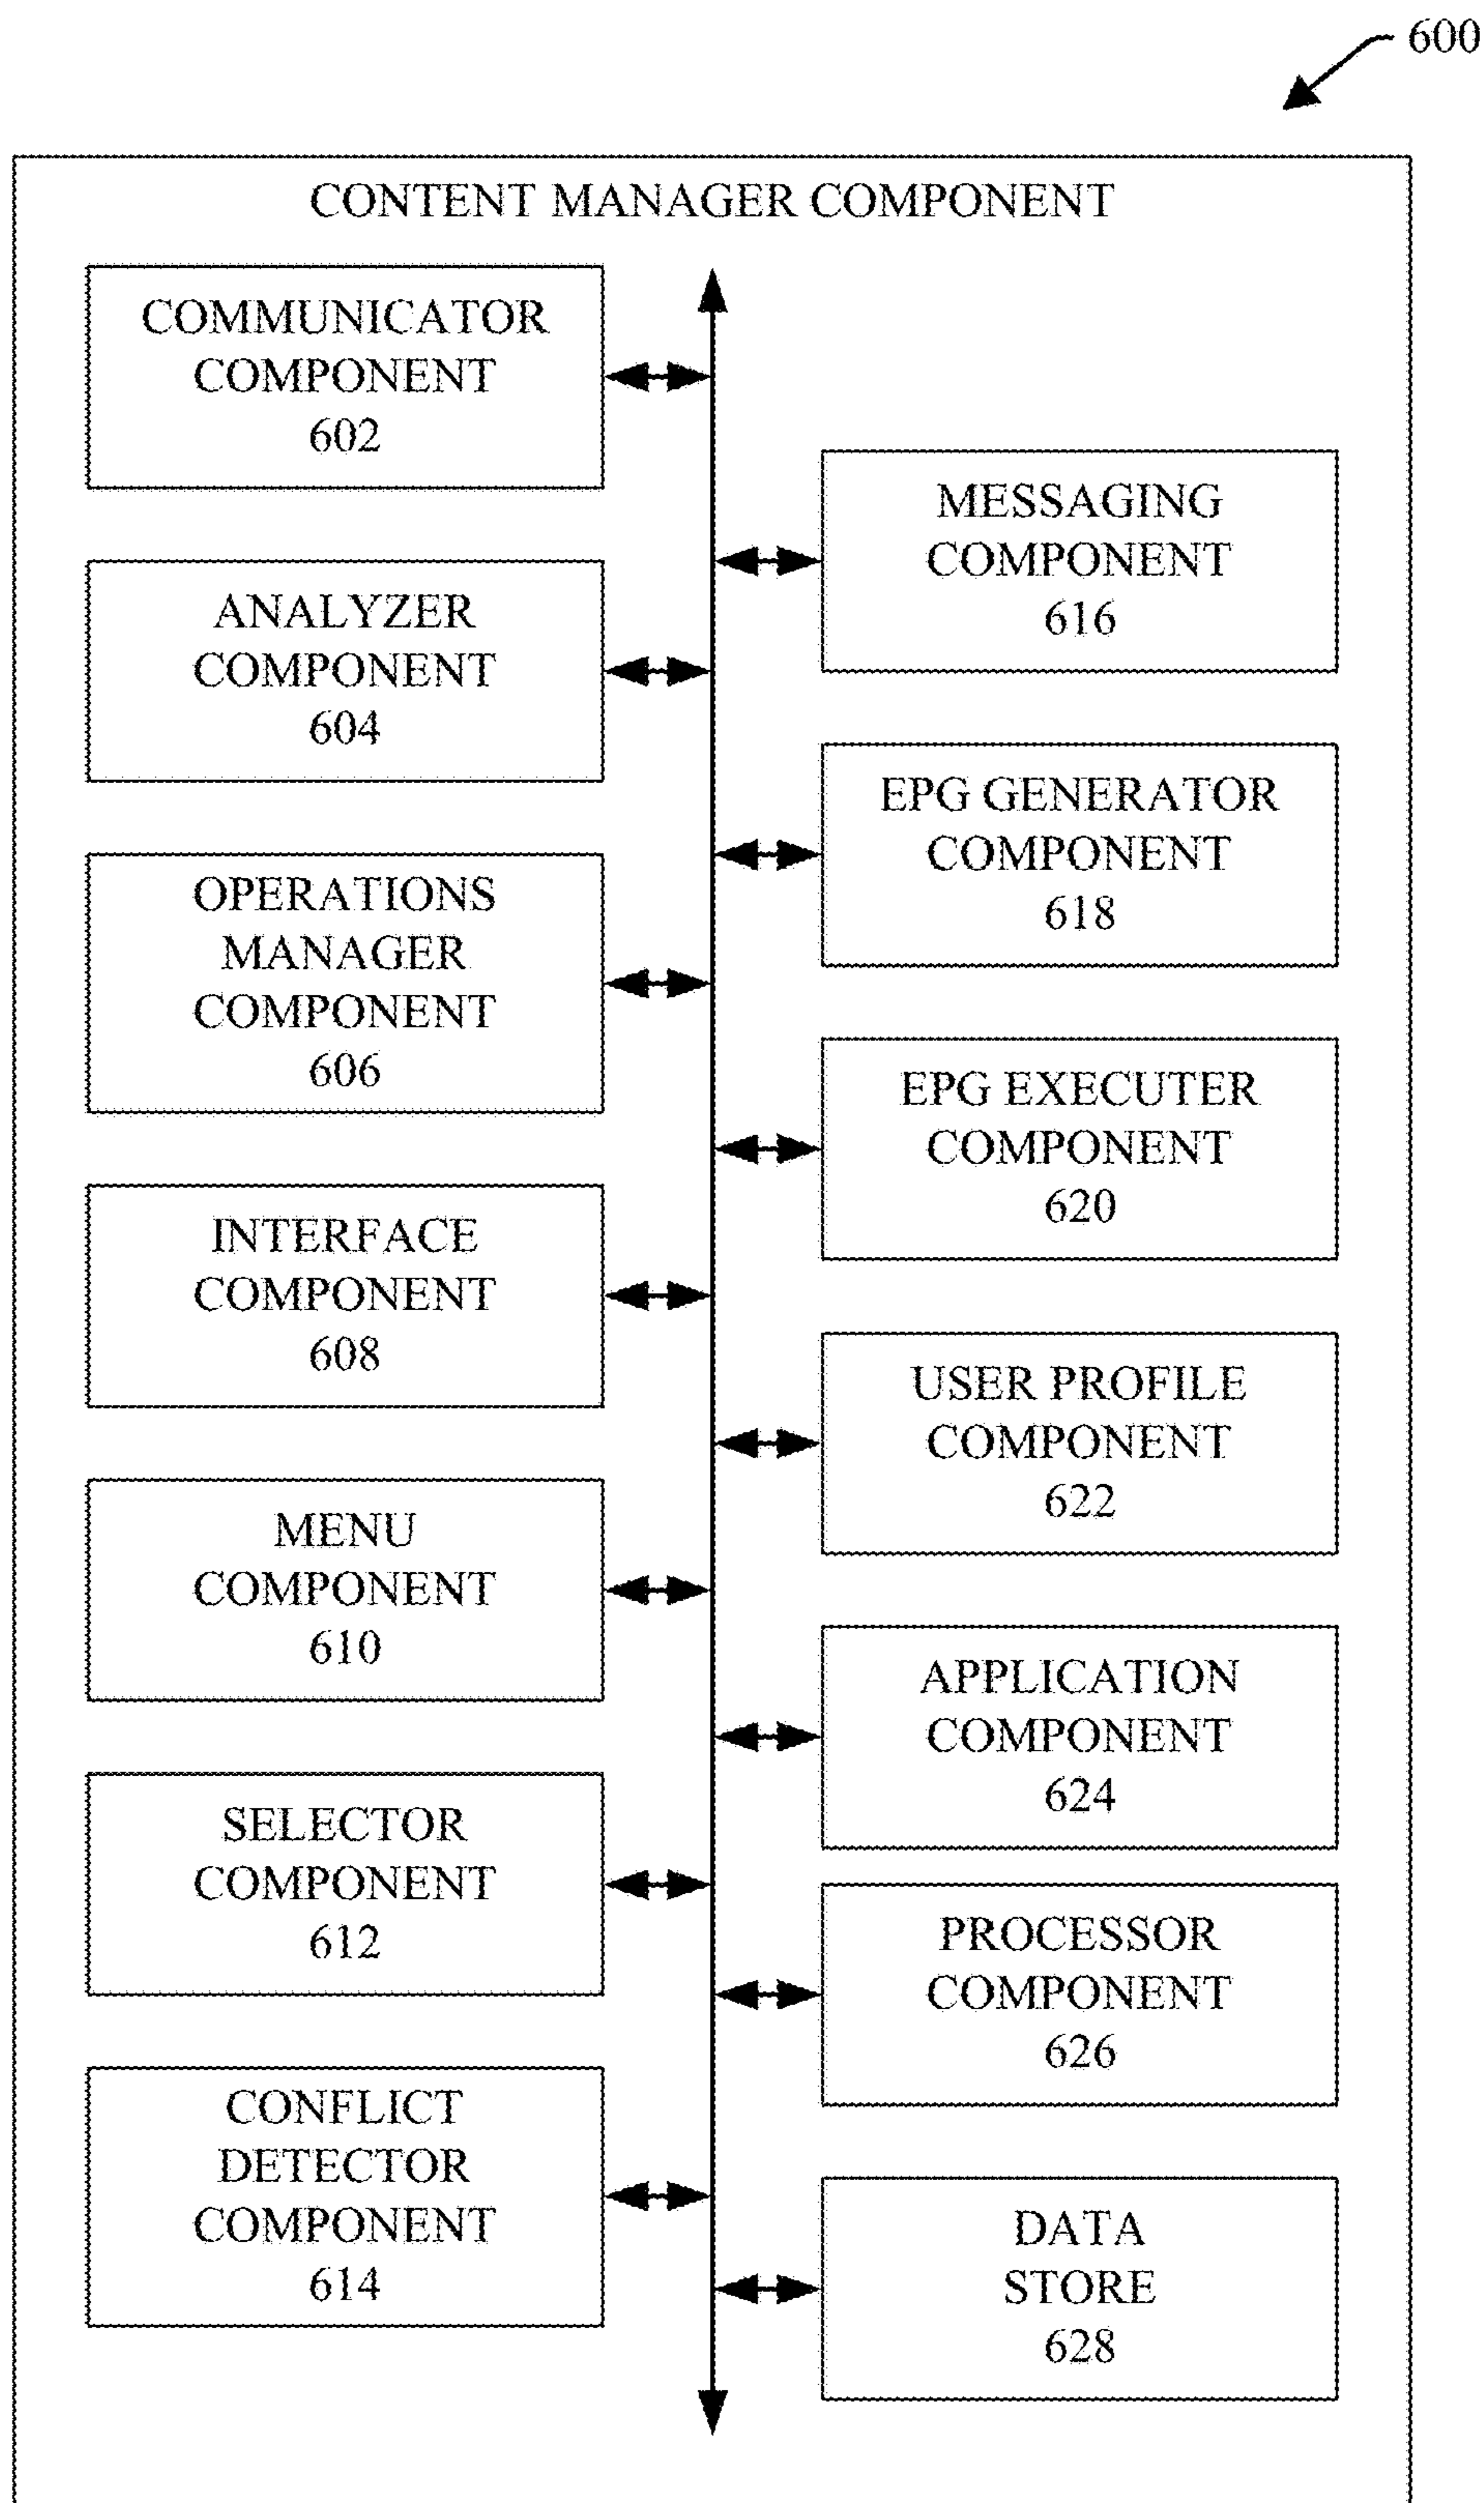 600
CONTENT MANAGER COMPONENT
COMMUNICATOR
COMPONENT
602
ANALYZER
COMPONENT
604
OPERATIONS
MANAGER
COMPONENT
606
INTERFACE
COMPONENT
608
MENU
COMPONENT
610
SELECTOR
COMPONENT
612
CONFLICT
DETECTOR
COMPONENT
614
MESSAGING
COMPONENT
616
EPG GENERATOR
COMPONENT
618
EPG EXECUTER
COMPONENT
620
USER PROFILE
COMPONENT
622
APPLICATION
COMPONENT
624
PROCESSOR
COMPONENT
626
DATA
STORE
628